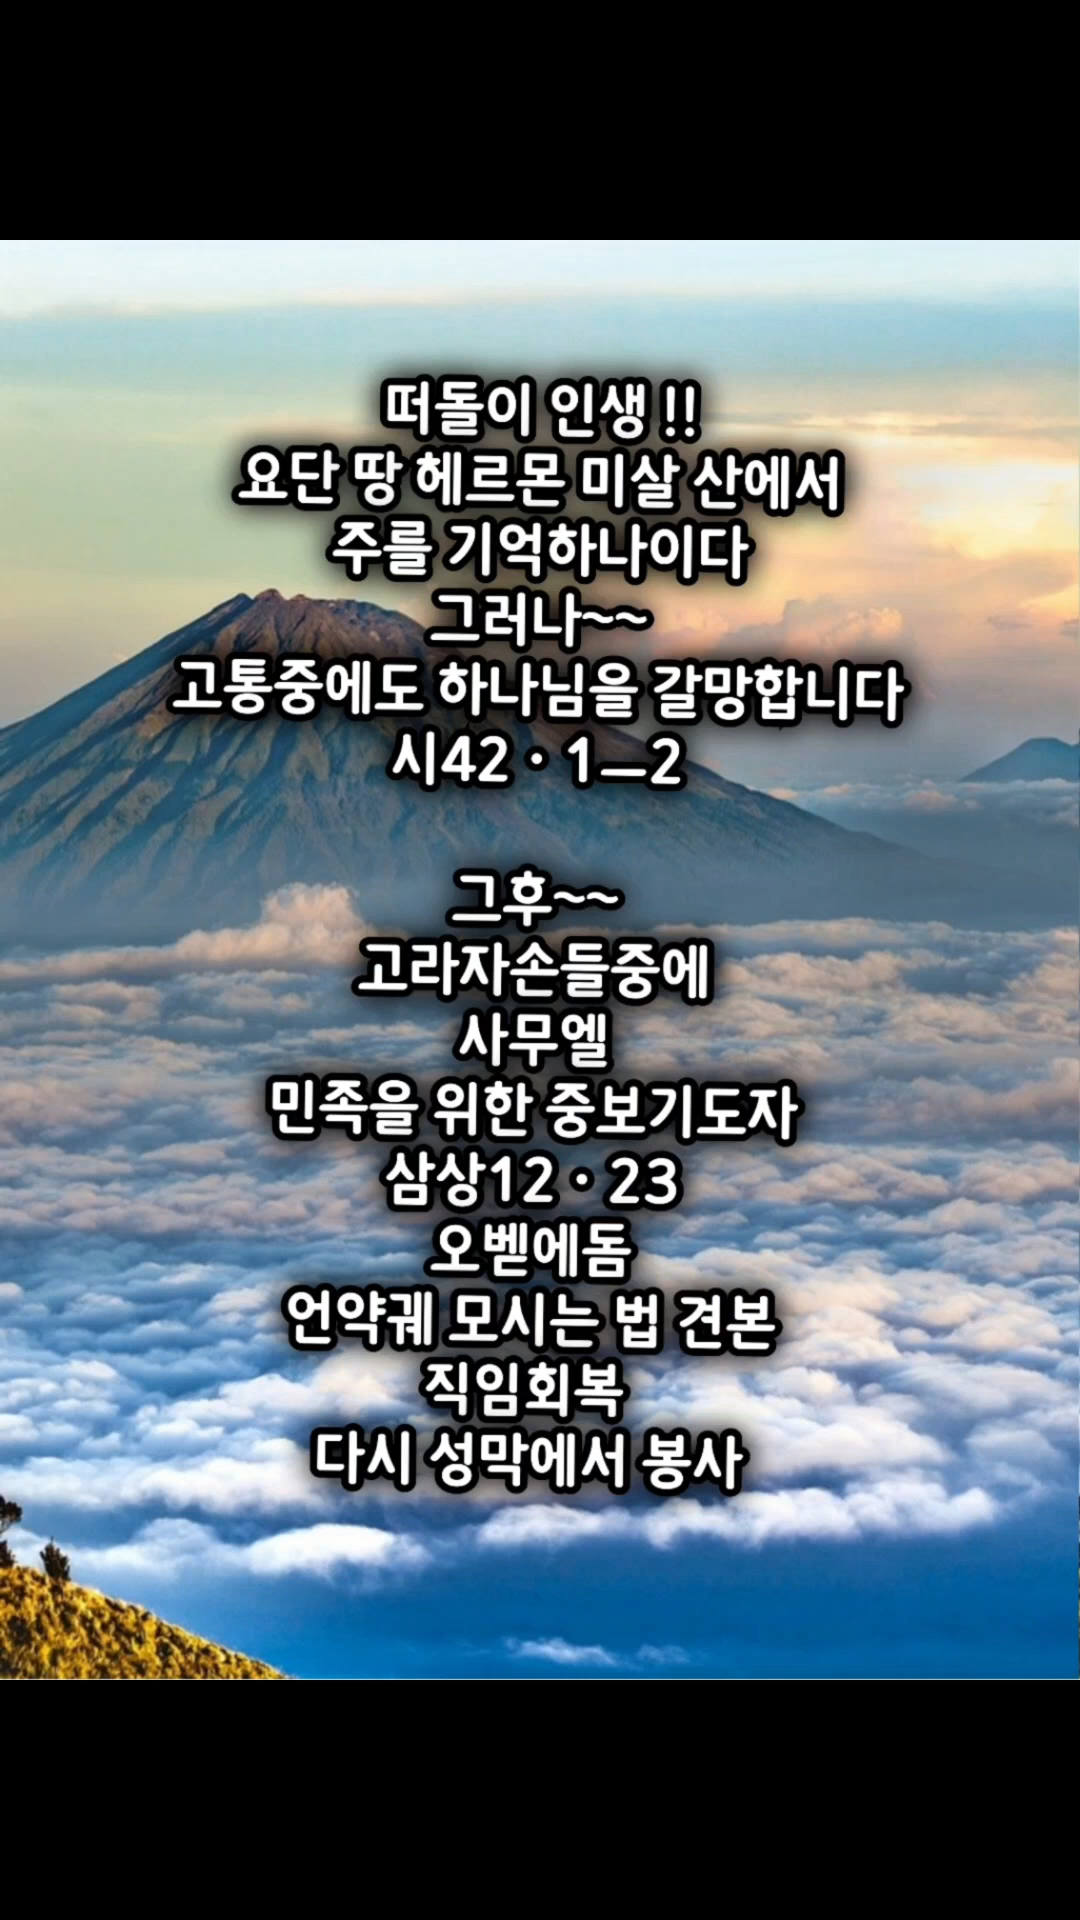 떠돌이 인생 !!
요단 땅 헤르몬 미살 산에서
주를 기억하나이다
그러나~~
고통중에도 하나님을 갈망합니다
시42 • 1ㅡ2
그후~~
고라자손들중에
사무엘
민족을 위한 중보기도자
삼상12 • 23
오벧에돔
언약궤 모시는 법 견본
직임회복
다시 성막에서 봉사